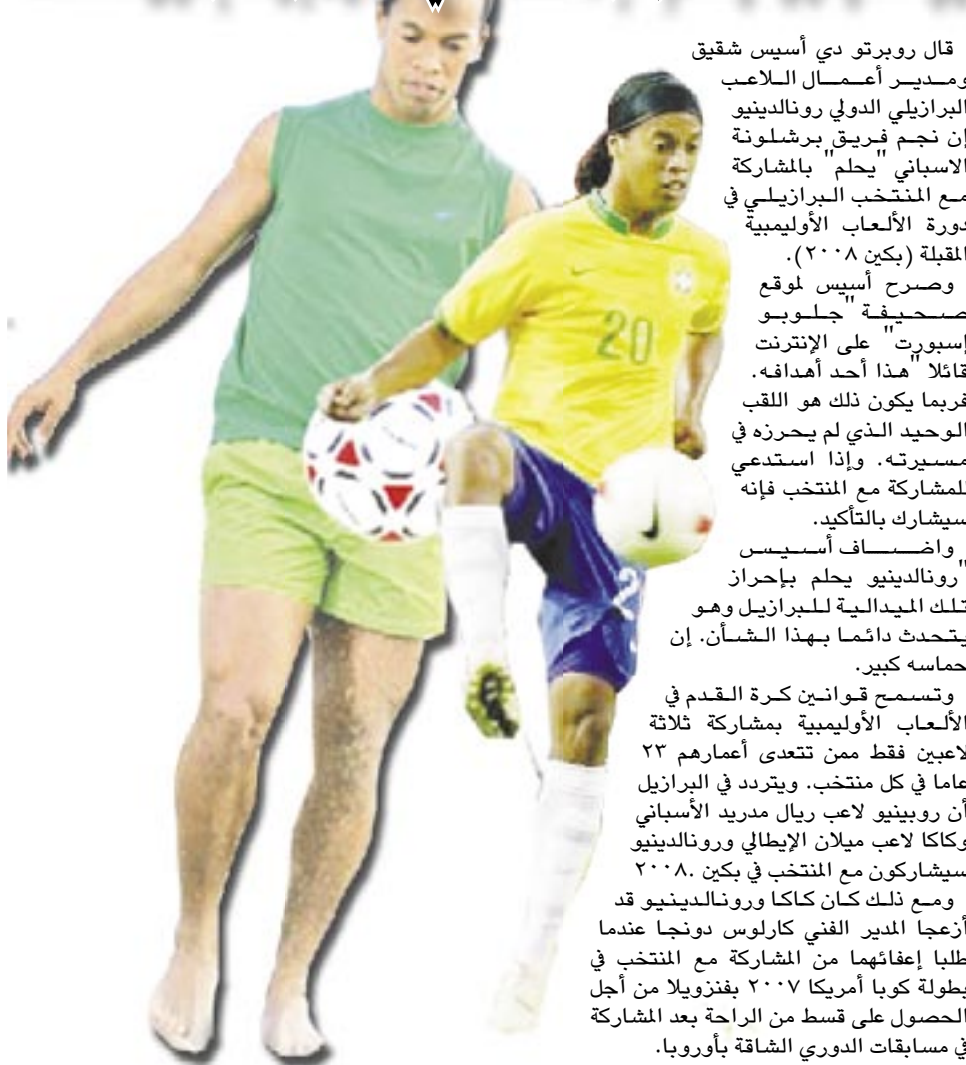 قال روبرتو دي أسيس شقيق
ومدير أعمال اللاعب
البرازيلي الدولي رونالدينيو
إن نجم فريق برشلونة
الاسباني "يحلم" بالمشاركة
مع المنتخب البرازيلي في
دورة الألعاب الأوليمبية
المقبلة (بكين ٢٠٠٨).
وصرح أسيس لموقع
صحيفة "جلوبو
إسبورت" على الإنترنت
قائلا "هذا أحد أهدافه.
فربما يكون ذلك هو اللقب
الوحيد الذي لم يحرزه في
مسيرته. وإذا استدعي
للمشاركة مع المنتخب فإنه
سيشارك بالتأكيد.
واضاف أسيس
"رونالدينيو يحلم بإحراز
تلك الميدالية للبرازيل وهو
يتحدث دائما بهذا الشأن. إن
حماسه كبير.
وتسمح قوانين كرة القدم في
الألعاب الأوليمبية بمشاركة ثلاثة
لاعبين فقط ممن تتعدى أعمارهم ٢٣
عاما في كل منتخب. ويتردد في البرازيل
أن روبينيو لاعب ريال مدريد الأسباني
وكاكا لاعب ميلان الإيطالي ورونالدينيو
سيشاركون مع المنتخب في بكين ٢٠٠٨.
ومع ذلك كان كاكا ورونالدينيو قد
أزعجا المدير الفني كارلوس دونجا عندما
طلبا إعفائهما من المشاركة مع المنتخب في
بطولة كوبا أمريكا ٢٠٠٧ بفنزويلا من أجل
الحصول على قسط من الراحة بعد المشاركة
في مسابقات الدوري الشاقة بأوروبا.
20
2